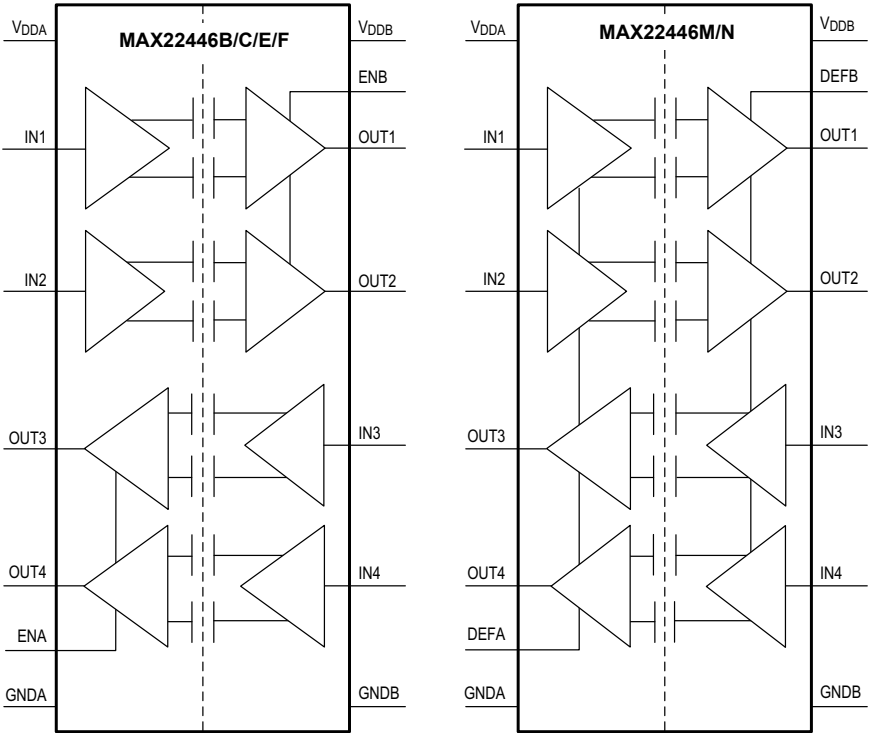 MAX22446B/C/E/F
VDDA
VDDB
ENB
IN1
OUT1
IN2
OUT2
OUT3
IN3
OUT4
IN4
ENA
GNDA
GNDB
MAX22446M/N
VDDA
VDDB
DEFB
IN1
OUT1
IN2
OUT2
OUT3
IN3
OUT4
IN4
DEFA
GNDA
GNDB